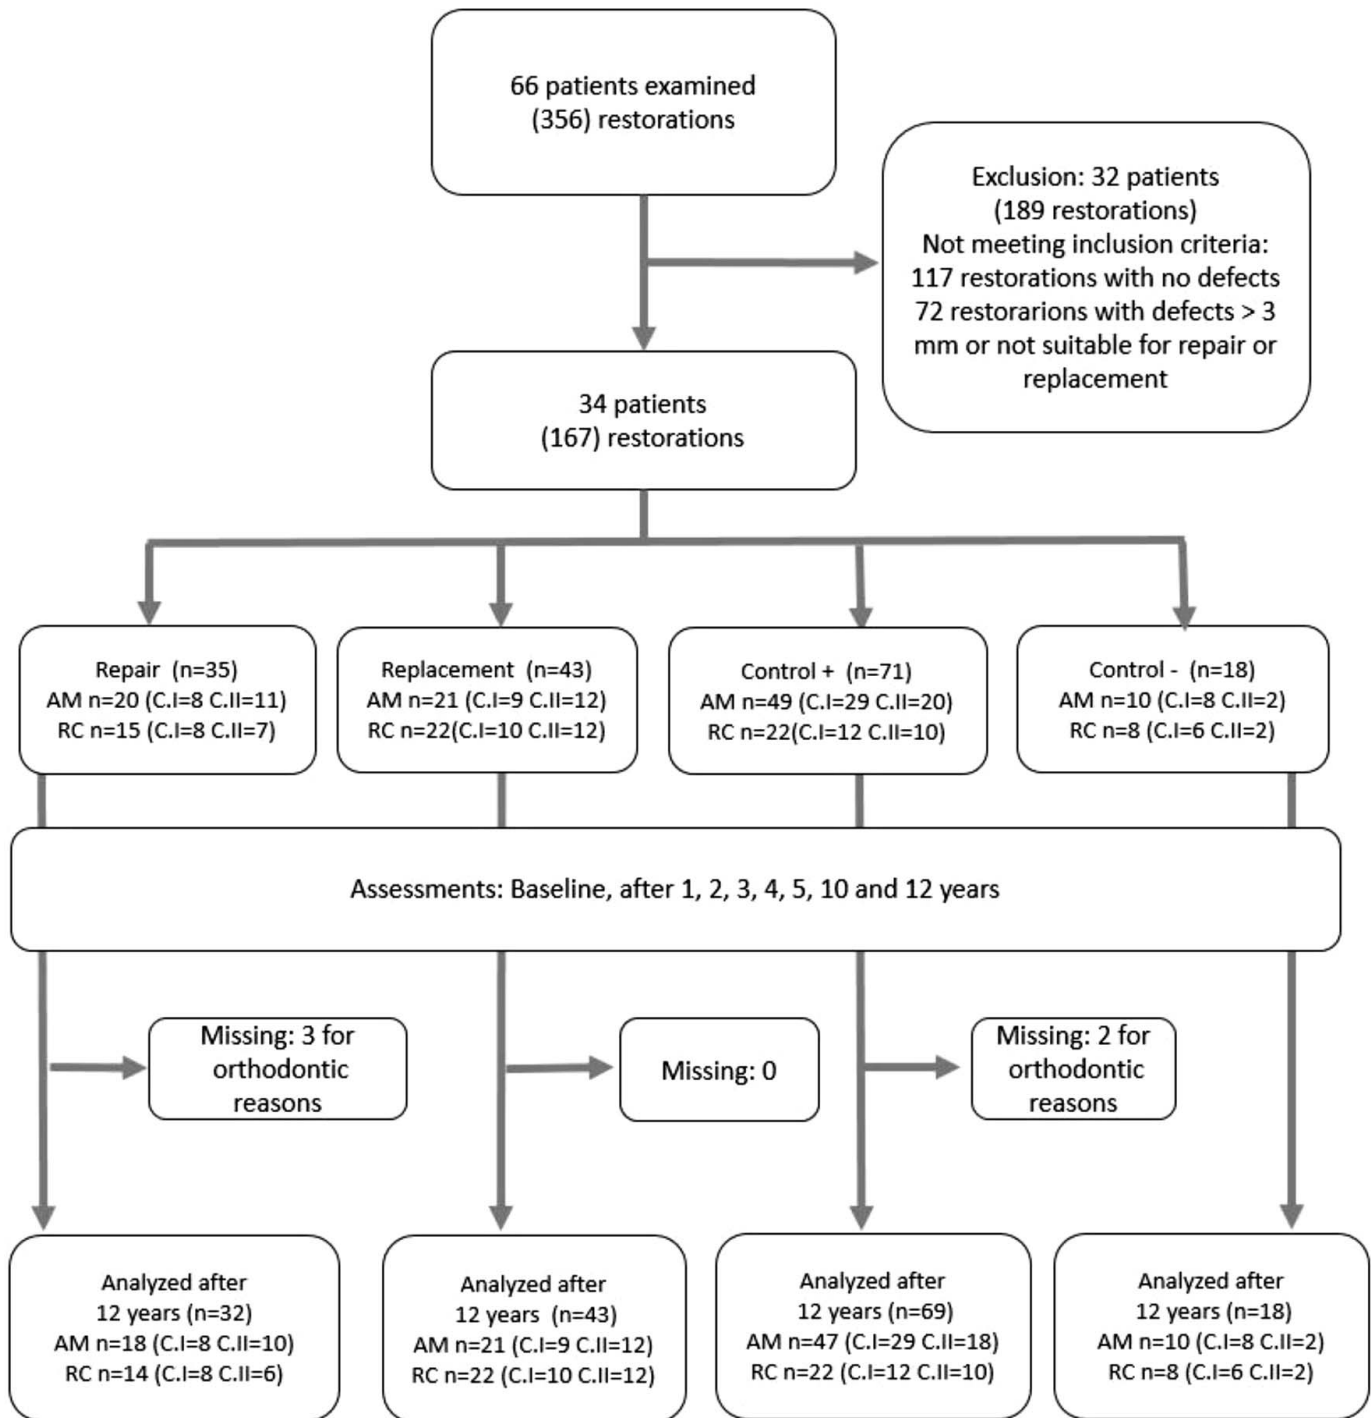 66 patients examined
(356) restorations
Exclusion: 32 patients
(189 restorations)
Not meeting inclusion criteria:
117 restorations with no defects
72 restorarions with defects > 3
mm or not suitable for repair or
replacement
34 patients
(167) restorations
Repair (n=35)
AM n=20 (C.I=8 C.II=11)
RC n=15 (C.I=8 C.II=7)
Replacement (n=43)
AM n=21 (C.I=9 C.II=12)
RC n=22(C.I=10 C.II=12)
Control + (n=71)
AM n=49 (C.I=29 C.II=20)
RC n=22(C.I=12 C.II=10)
Control - (n=18)
AM n=10 (C.I=8 C.II=2)
RC n=8 (C.I=6 C.II=2)
Assessments: Baseline, after 1, 2, 3, 4, 5, 10 and 12 years
Missing: 3 for
orthodontic
reasons
Missing: 0
Missing: 2 for
orthodontic
reasons
Analyzed after
12 years (n=32)
AM n=18 (C.I=8 C.II=10)
RC n=14 (C.I=8 C.II=6)
Analyzed after
12 years (n=43)
AM n=21 (C.I=9 C.II=12)
RC n=22 (C.I=10 C.II=12)
Analyzed after
12 years (n=69)
AM n=47 (C.I=29 C.II=18)
RC n=22 (C.I=12 C.II=10)
Analyzed after
12 years (n=18)
AM n=10 (C.I=8 C.II=2)
RC n=8 (C.I=6 C.II=2)